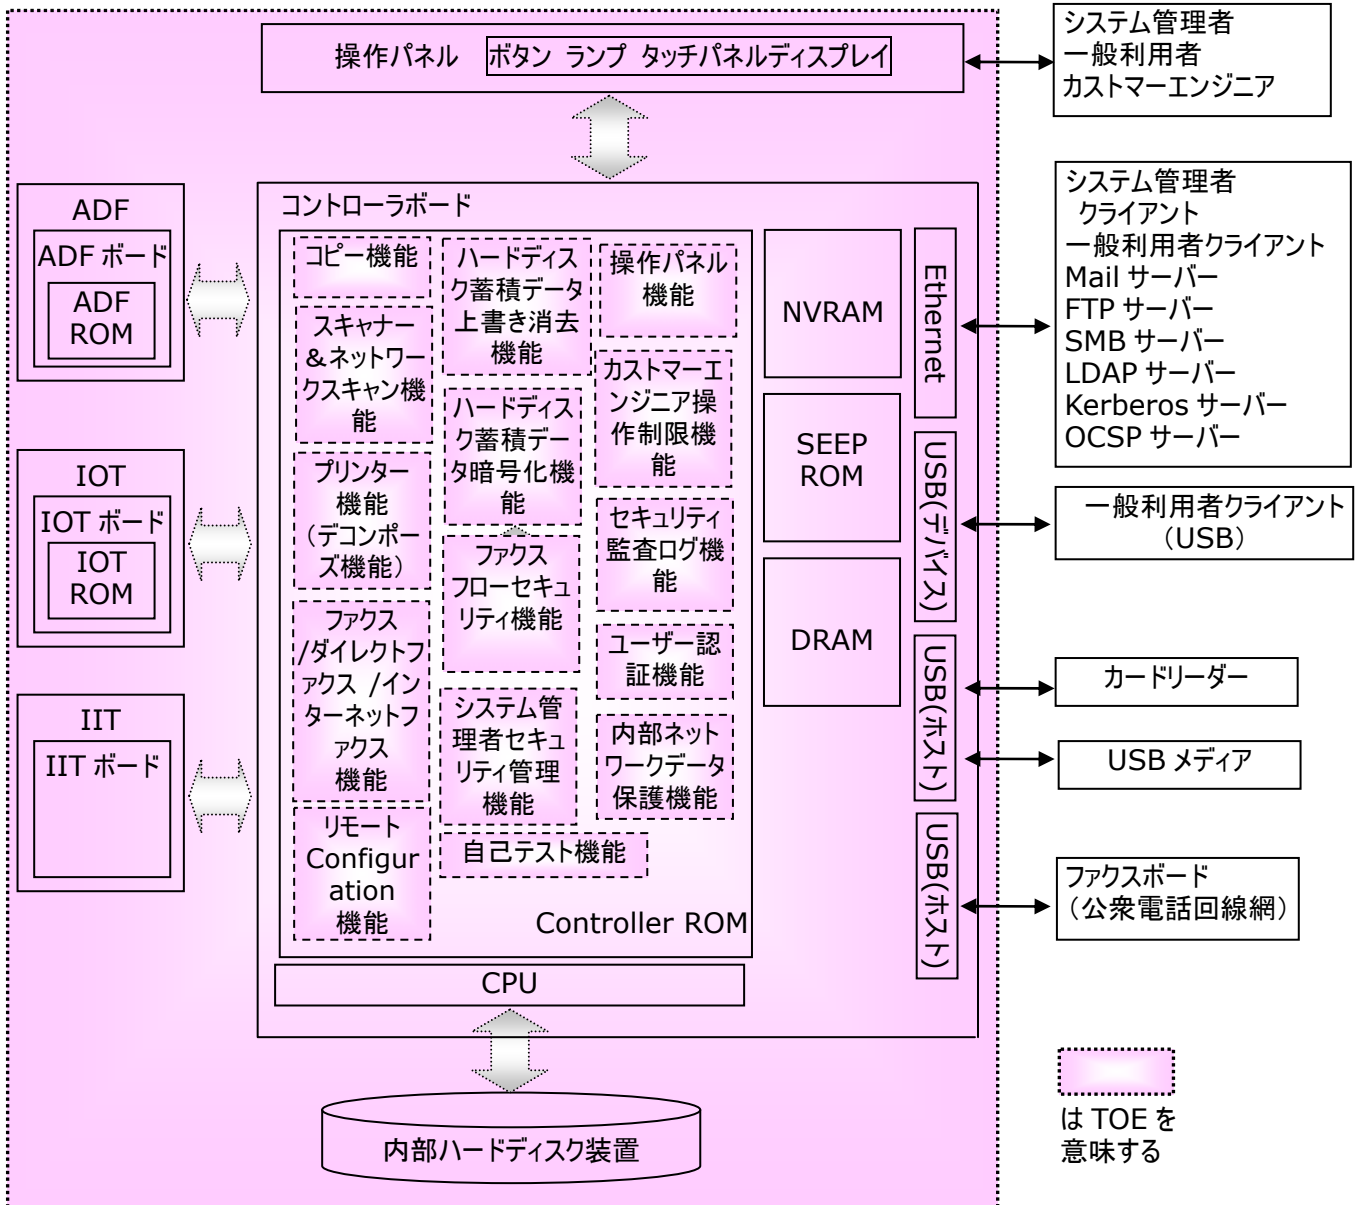 操作パネル ボタン ランプ タッチパネルディスプレイ
システム管理者
一般利用者
カストマーエンジニア
ADF
ADF ボード
ADF
ROM
IOT
IOT ボード
IOT
ROM
IIT
IIT ボード
コントローラボード
コピー機能
スキャナー
&ネットワー
クスキャン機
能
プリンター
機能
(デコンポー
ズ機能)
ファクス
/ダイレクトフ
ァクス /イン
ターネットフ
ァクス
機能
リモート
Configur
ation
機能
ハードディス
ク蓄積データ
上書き消去
機能
ハードディス
ク蓄積デー
タ暗号化機
能
ファクス
フローセキュ
リティ機能
システム管
理者セキュ
リティ管理
機能
自己テスト機能
操作パネル
機能
カストマーエ
ンジニア操
作制限機
能
セキュリティ
監査ログ機
能
ユーザー認
証機能
内部ネット
ワークデータ
保護機能
Controller ROM
CPU
NVRAM
SEEP
ROM
DRAM
Ethernet
USB(デバイス)
USB(ホスト)
USB(ホスト)
システム管理者
クライアント
一般利用者クライアント
Mail サーバー
FTP サーバー
SMB サーバー
LDAP サーバー
Kerberos サーバー
OCSP サーバー
一般利用者クライアント
(USB)
カードリーダー
USB メディア
ファクスボード
(公衆電話回線網)
内部ハードディスク装置
は TOE を
意味する